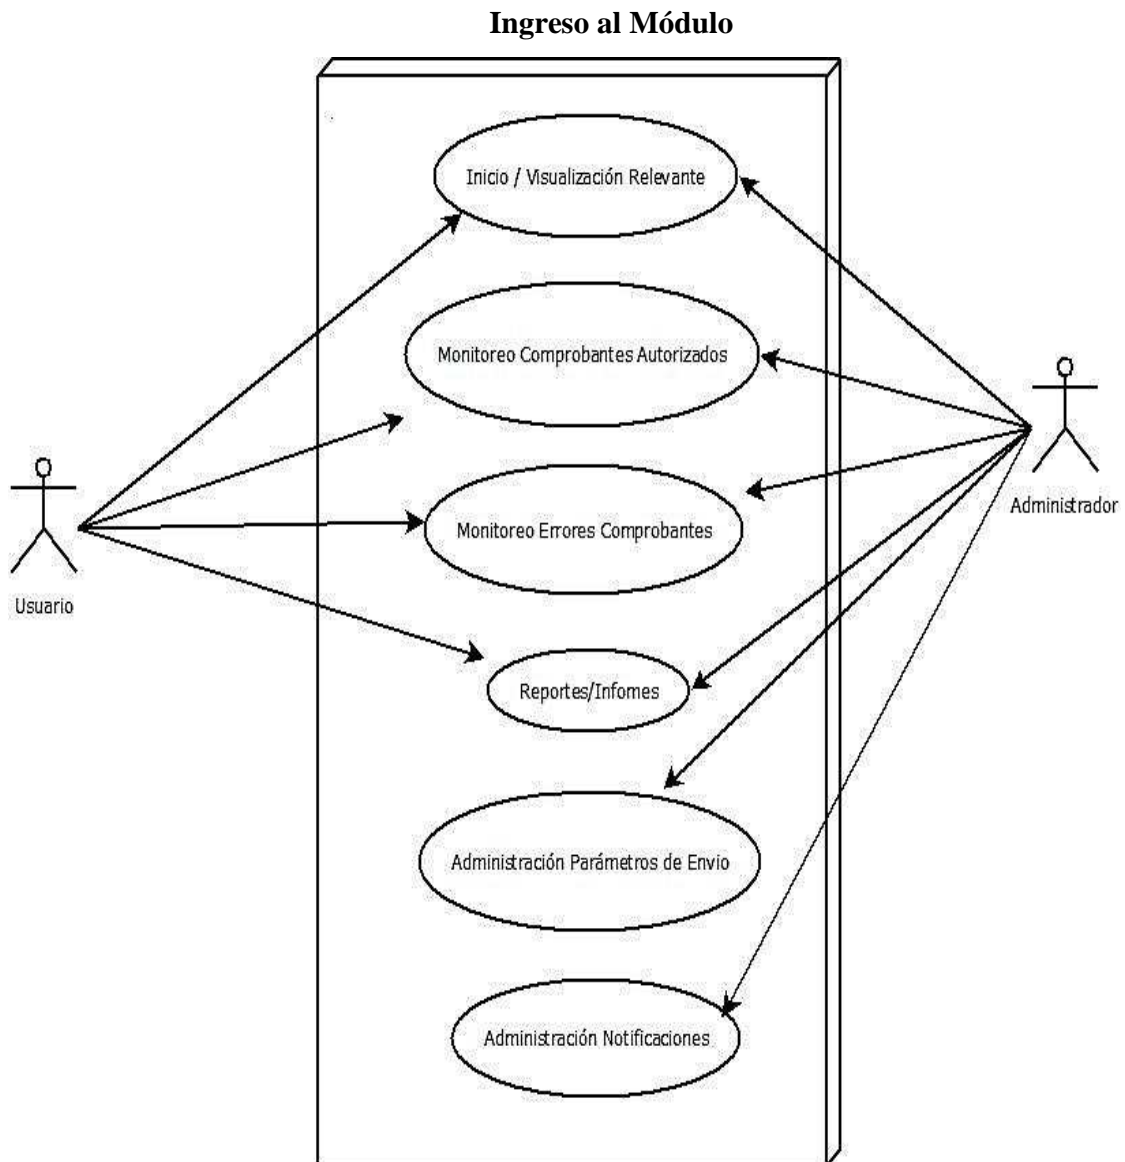 Ingreso al Módulo
Inicio / Visualización Relevante
Monitoreo Comprobantes Autorizados
Monitoreo Errores Comprobantes
Administrador
Usuario
Reportes/Infomes
Administración Parámetros de Envio
Administración Notificaciones